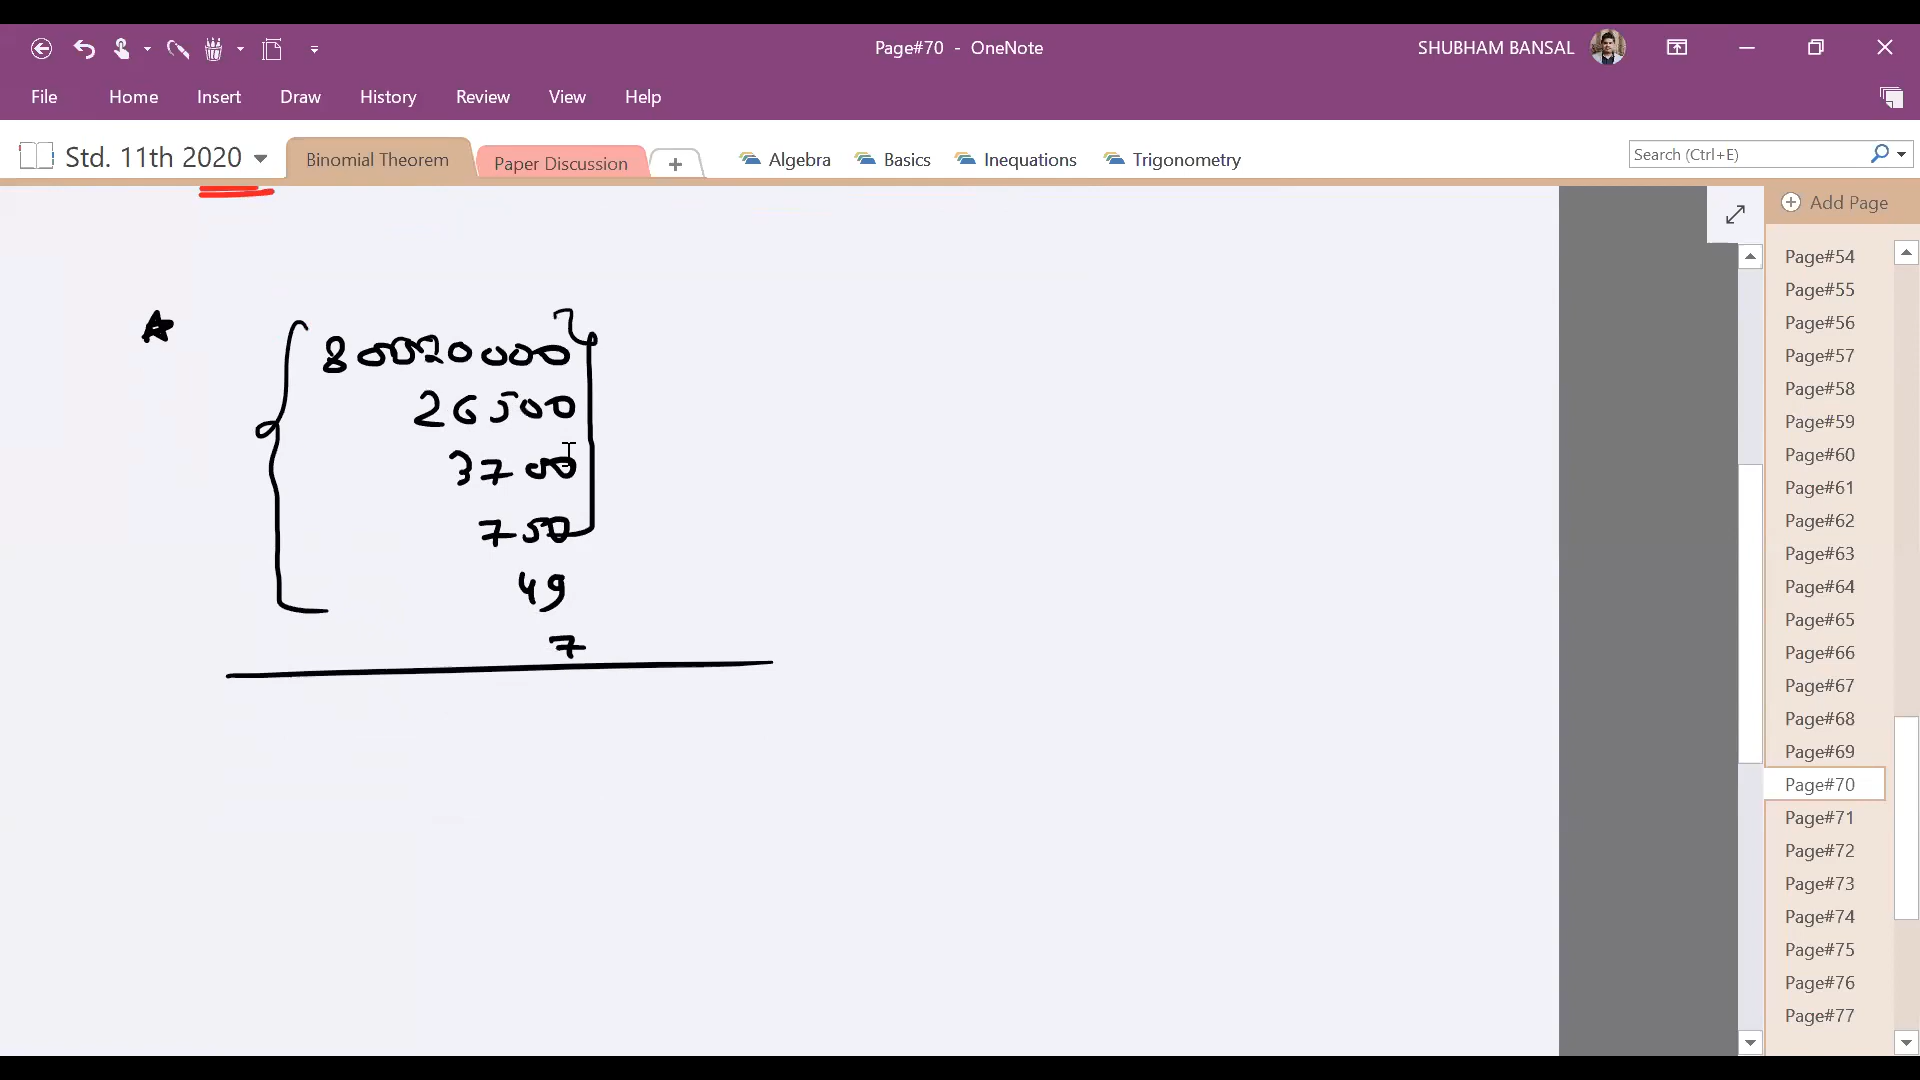 Page#70 - OneNote
SHUBHAM BANSAL
File Home Insert Draw History Review View Help
Std. 11th 2020
Binomial Theorem
Paper Discussion
+
Algebra
Basics
Inequations
Trigonometry
Search (Ctrl+E)
Add Page
26500
3700
750
49
7
Page#54
Page#55
Page#56
Page#57
Page#58
Page#59
Page#60
Page#61
Page#62
Page#63
Page#64
Page#65
Page#66
Page#67
Page#68
Page#69
Page#70
Page#71
Page#72
Page#73
Page#74
Page#75
Page#76
Page#77